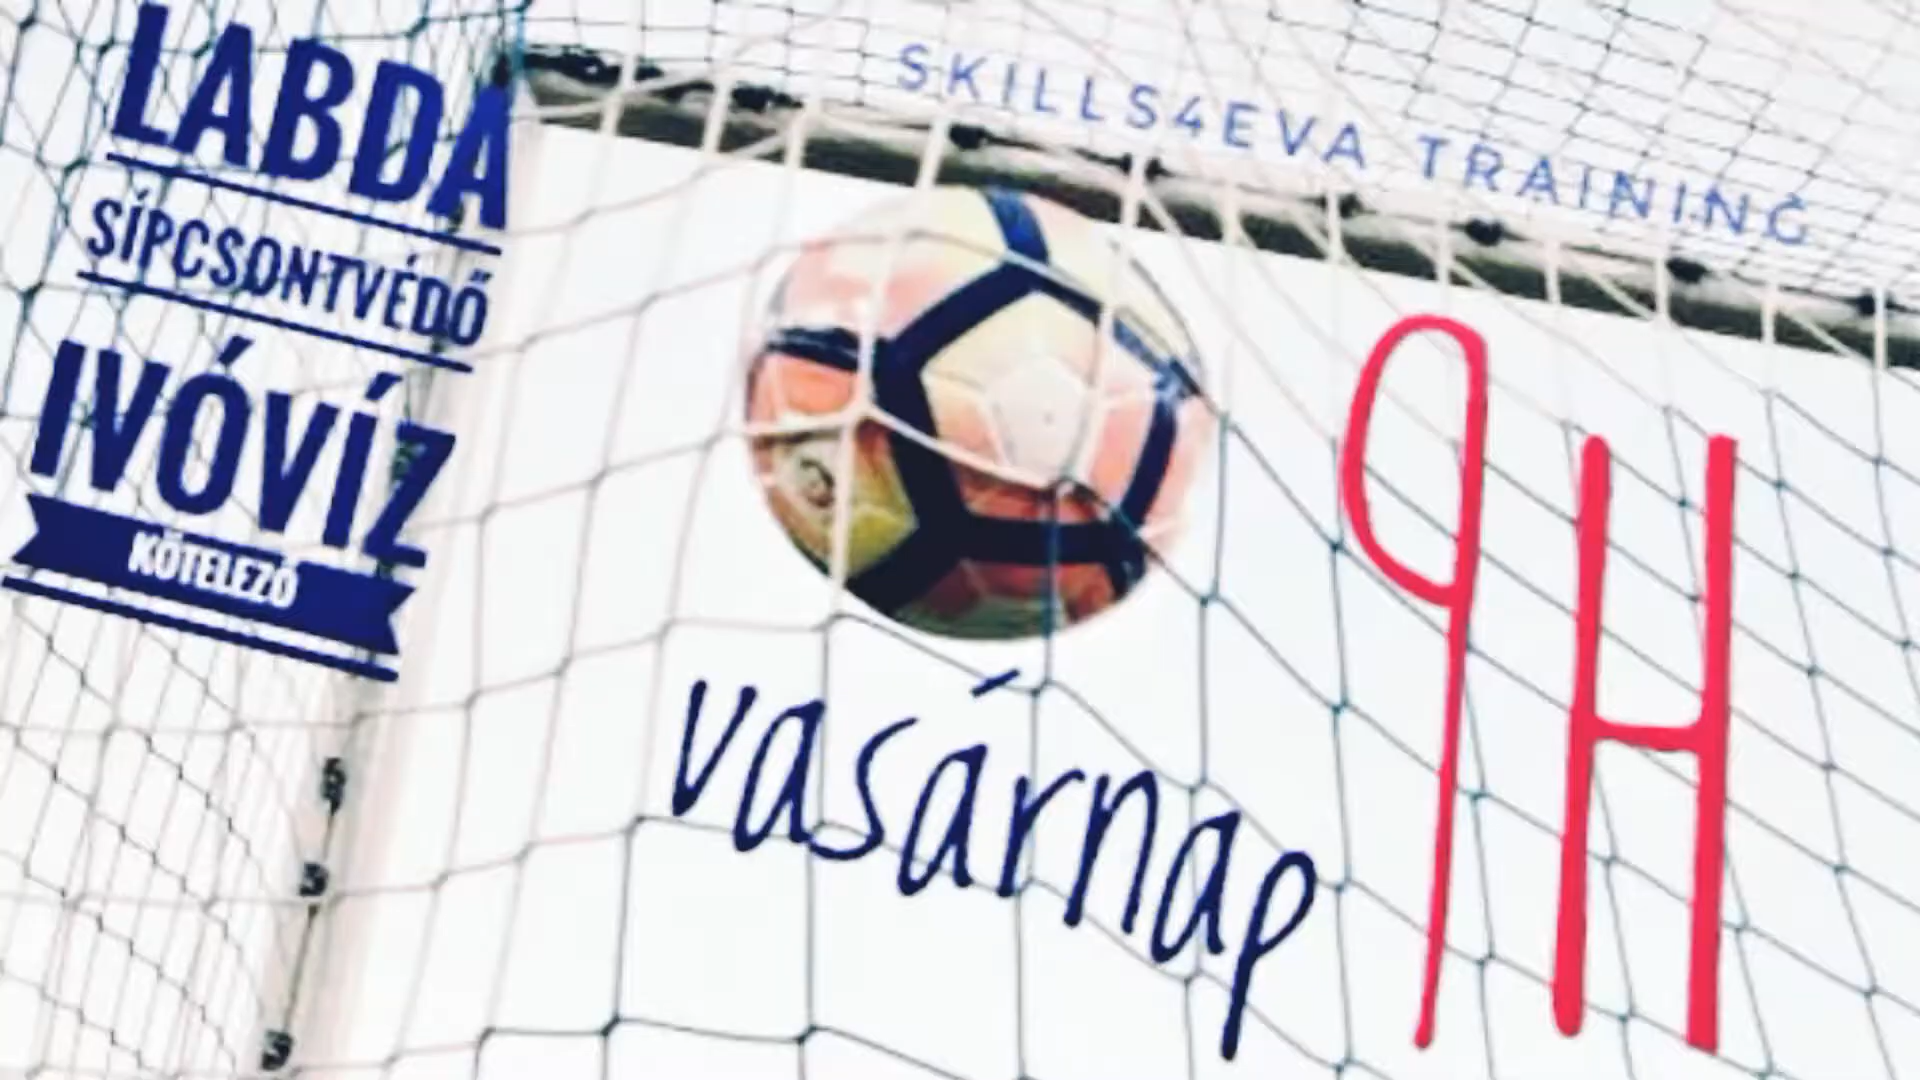 LABDA
SÍPCSONTVÉDŐ
IVÓVÍZ
KÖTELEZŐ
SKILLS4EVA TRAINING
vasárnap
9H